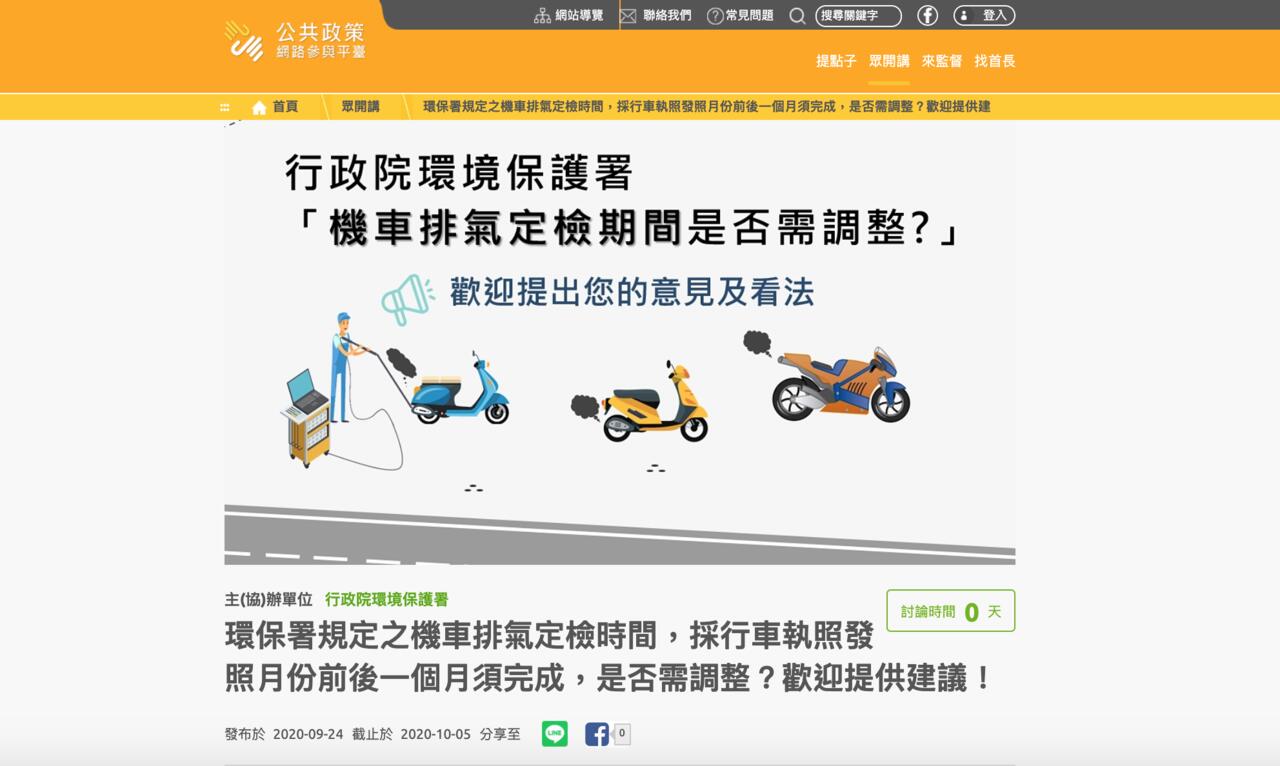 網站導覽 聯絡我們 常見問題 搜尋關鍵字 登入
公共政策
網路參與平臺
提點子 眾開講 來監督 找首長
首頁 眾開講 環保署規定之機車排氣定檢時間，採行車執照發照月份前後一個月須完成，是否需調整？歡迎提供建
行政院環境保護署
「機車排氣定檢期間是否需調整?」
歡迎提出您的意見及看法
主(協)辦單位 行政院環境保護署
討論時間 0 天
環保署規定之機車排氣定檢時間，採行車執照發
照月份前後一個月須完成，是否需調整？歡迎提供建議！
發布於 2020-09-24 截止於 2020-10-05 分享至 LINE 0